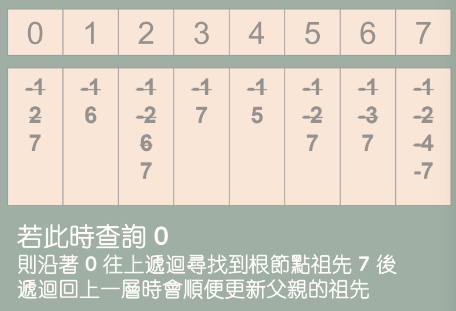 0 1 2 3 4 5 6 7
-1 -1 -1 -1 -1 -1 -1 -1
2 6 -2 7 5 -2 -3 -2
7 6 7 7 -4
7 -7
若此時查詢 0
則沿著 0 往上遞迴尋找到根節點祖先 7 後
遞迴回上一層時會順便更新父親的祖先